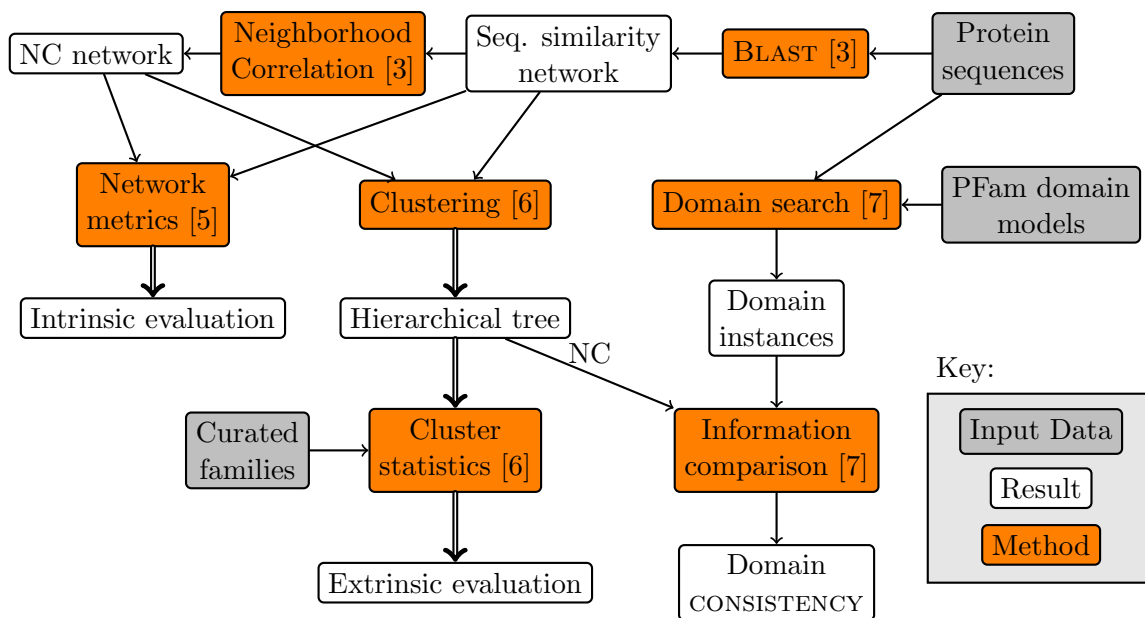 NC network
Neighborhood
Correlation [3]
Seq. similarity
network
BLAST [3]
Protein
sequences
Network
metrics [5]
Clustering [6]
Domain search [7]
PFam domain
models
Intrinsic evaluation
Hierarchical tree
Domain
instances
NC
Key:
Curated
families
Cluster
statistics [6]
Information
comparison [7]
Input Data
Result
Method
Extrinsic evaluation
Domain
CONSISTENCY